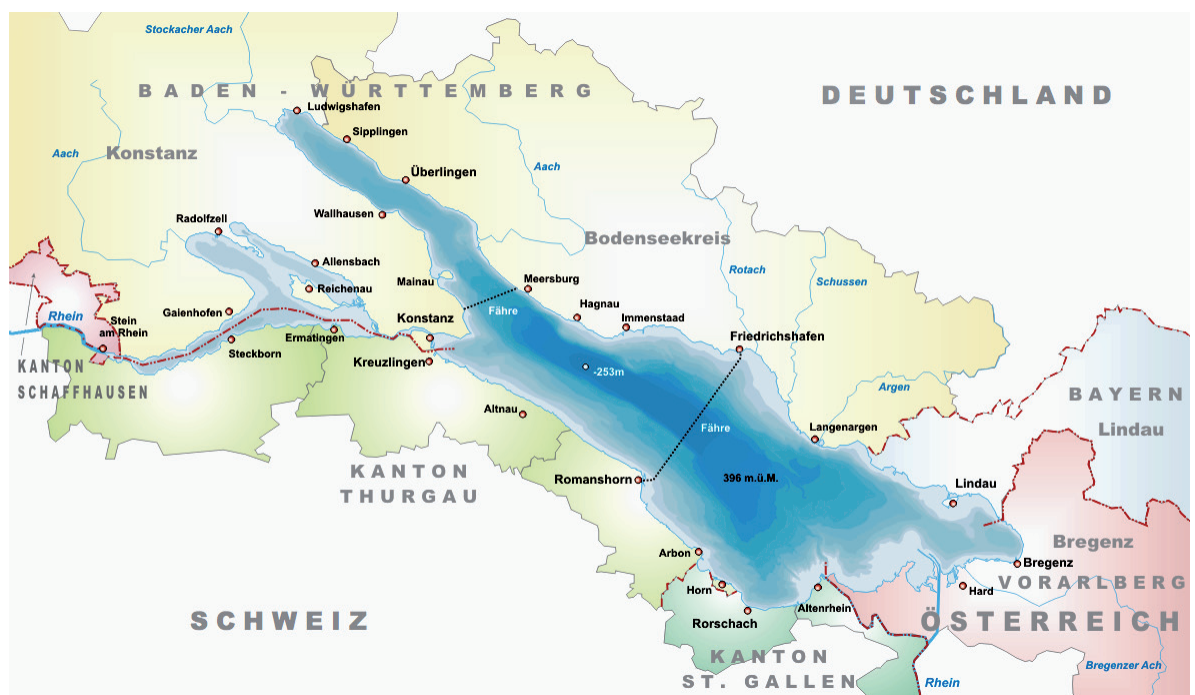 Stockacher Aach
BADEN - WÜRTTEMBERG
DEUTSCHLAND
Ludwigshafen
Sipplingen
Aach
Konstanz
Aach
Überlingen
Wallhausen
Radolfzell
Bodenseekreis
Allensbach
Mainau
Meersburg
Rotach
Schussen
Reichenau
Hagnau
Gaienhofen
Fähre
Immenstaad
Rhein
Stein
am Rhein
Konstanz
Friedrichshafen
Ermatingen
Steckborn
Kreuzlingen
-253m
KANTON
SCHAFFHAUSEN
Argen
BAYERN
Altnau
Fähre
Langenargen
Lindau
KANTON
THURGAU
Romanshorn
396 m.ü.M.
Lindau
Arbon
Bregenz
Bregenz
VORARLBERG
Horn
Hard
Altenrhein
SCHWEIZ
Rorschach
ÖSTERREICH
KANTON
ST. GALLEN
Rhein
Bregenzer Ach